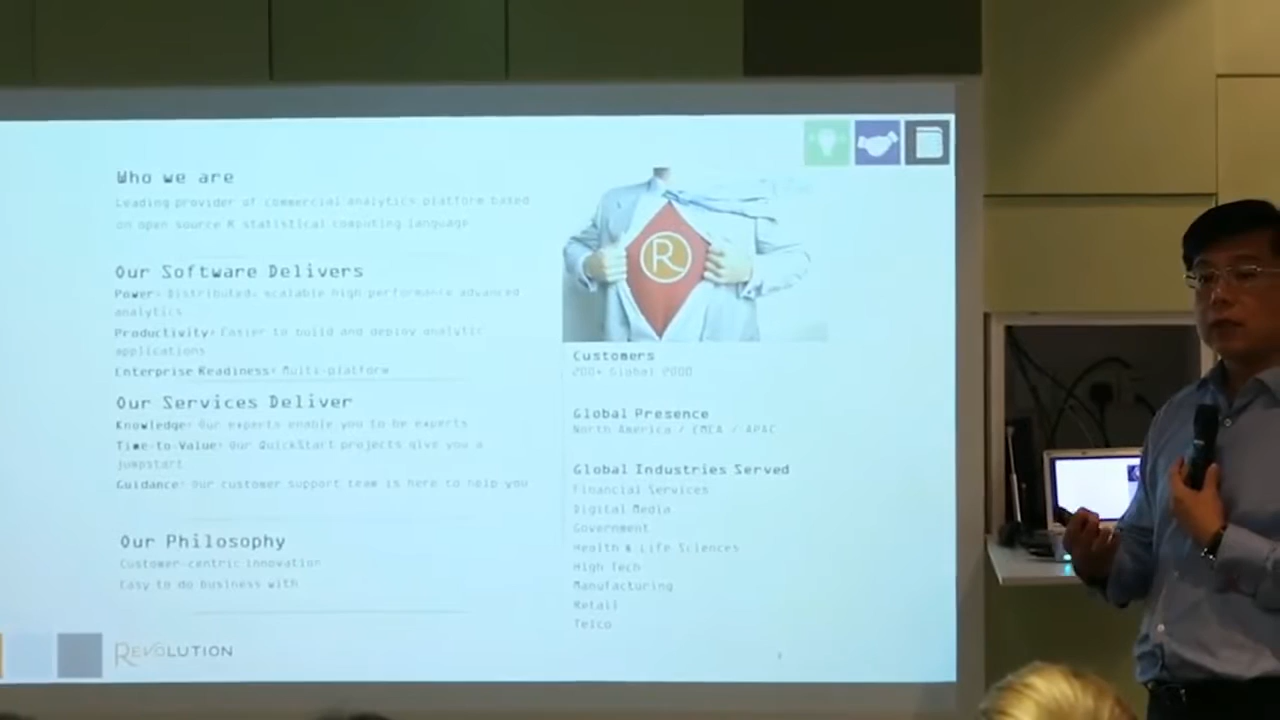 Who we are
Leading provider of commercial analytics platform based
on open source R statistical computing language
Our Software Delivers
Power: Distributed, scalable high performance advanced
analytics
Productivity: Easier to build and deploy analytic
applications
Enterprise Readiness: Multi-platform
Our Services Deliver
Knowledge: Our experts enable you to be experts
Time-to-Value: Our QuickStart projects give you a
jumpstart
Guidance: Our customer support team is here to help you
Our Philosophy
Customer-centric innovation
Easy to do business with
REVOLUTION
R
Customers
200+ Global 2000
Global Presence
North America / EMEA / APAC
Global Industries Served
Financial Services
Digital Media
Government
Health & Life Sciences
High Tech
Manufacturing
Retail
Telco